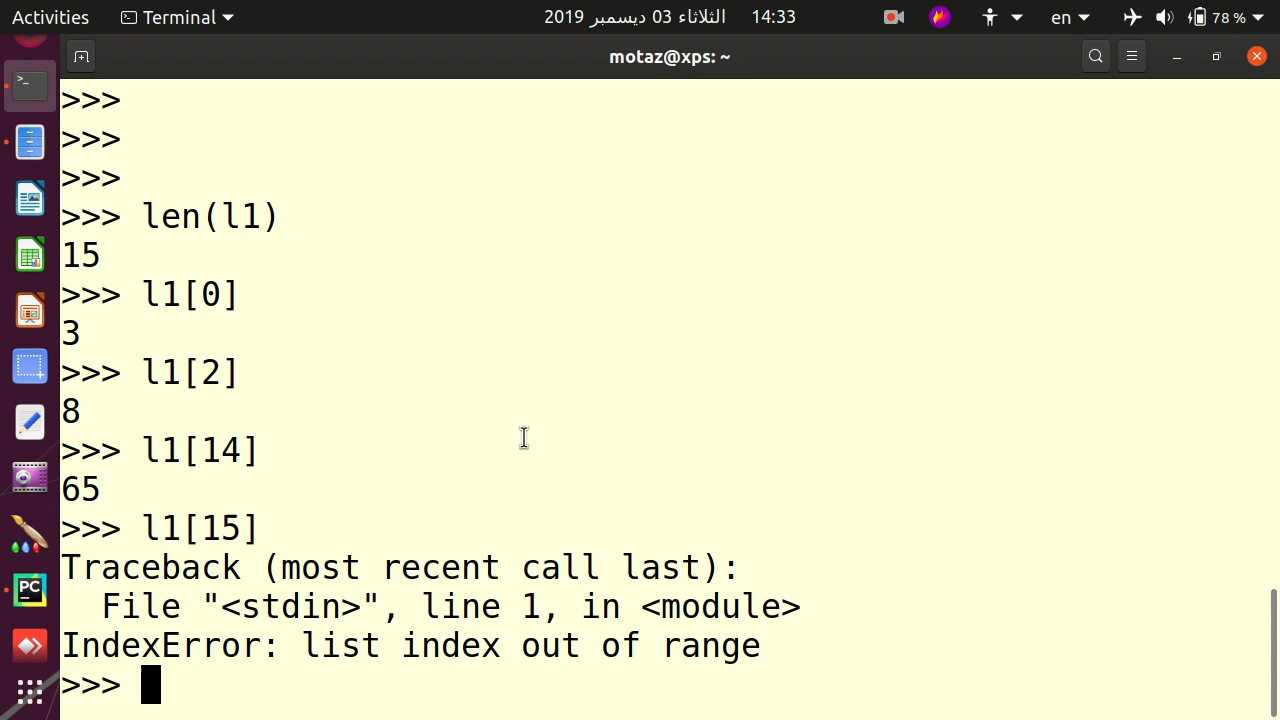 Activities Terminal 2019 الثلاثاء 03 ديسمبر 14:33 en 78 %
motaz@xps: ~
>>>
>>>
>>>
>>> len(l1)
15
>>> l1[0]
3
>>> l1[2]
8
>>> l1[14]
65
>>> l1[15]
Traceback (most recent call last):
  File "<stdin>", line 1, in <module>
IndexError: list index out of range
>>>
PC